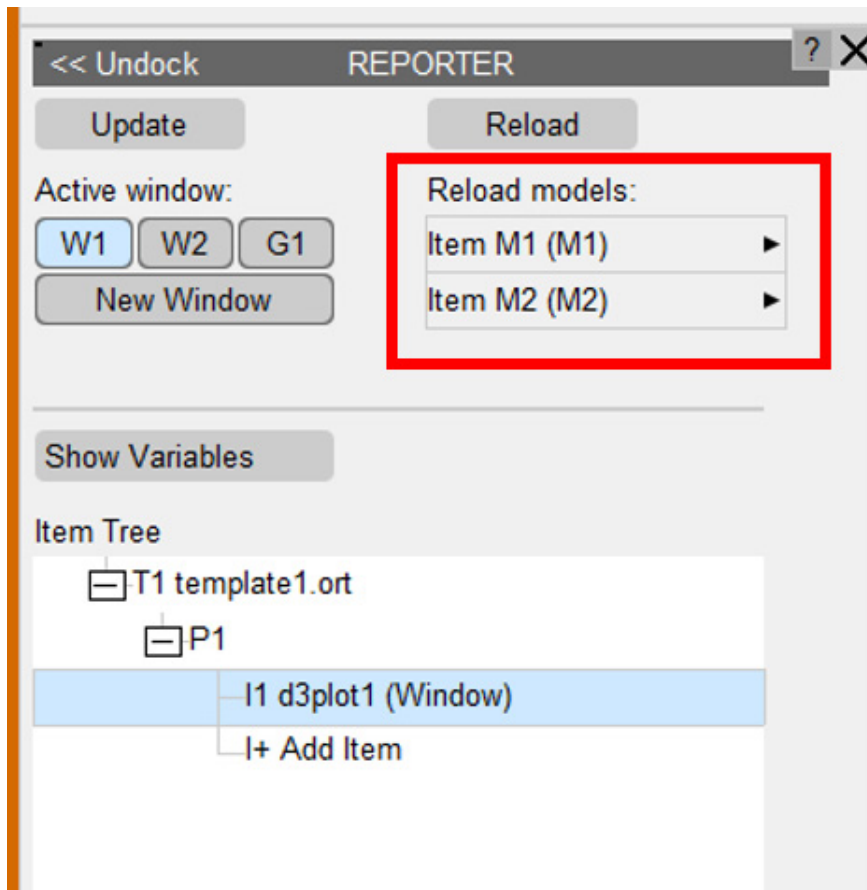 << Undock REPORTER ?
Update Reload
Active window: Reload models:
W1 W2 G1 Item M1 (M1)
New Window Item M2 (M2)
Show Variables
Item Tree
T1 template1.ort
P1
I1 d3plot1 (Window)
I+ Add Item